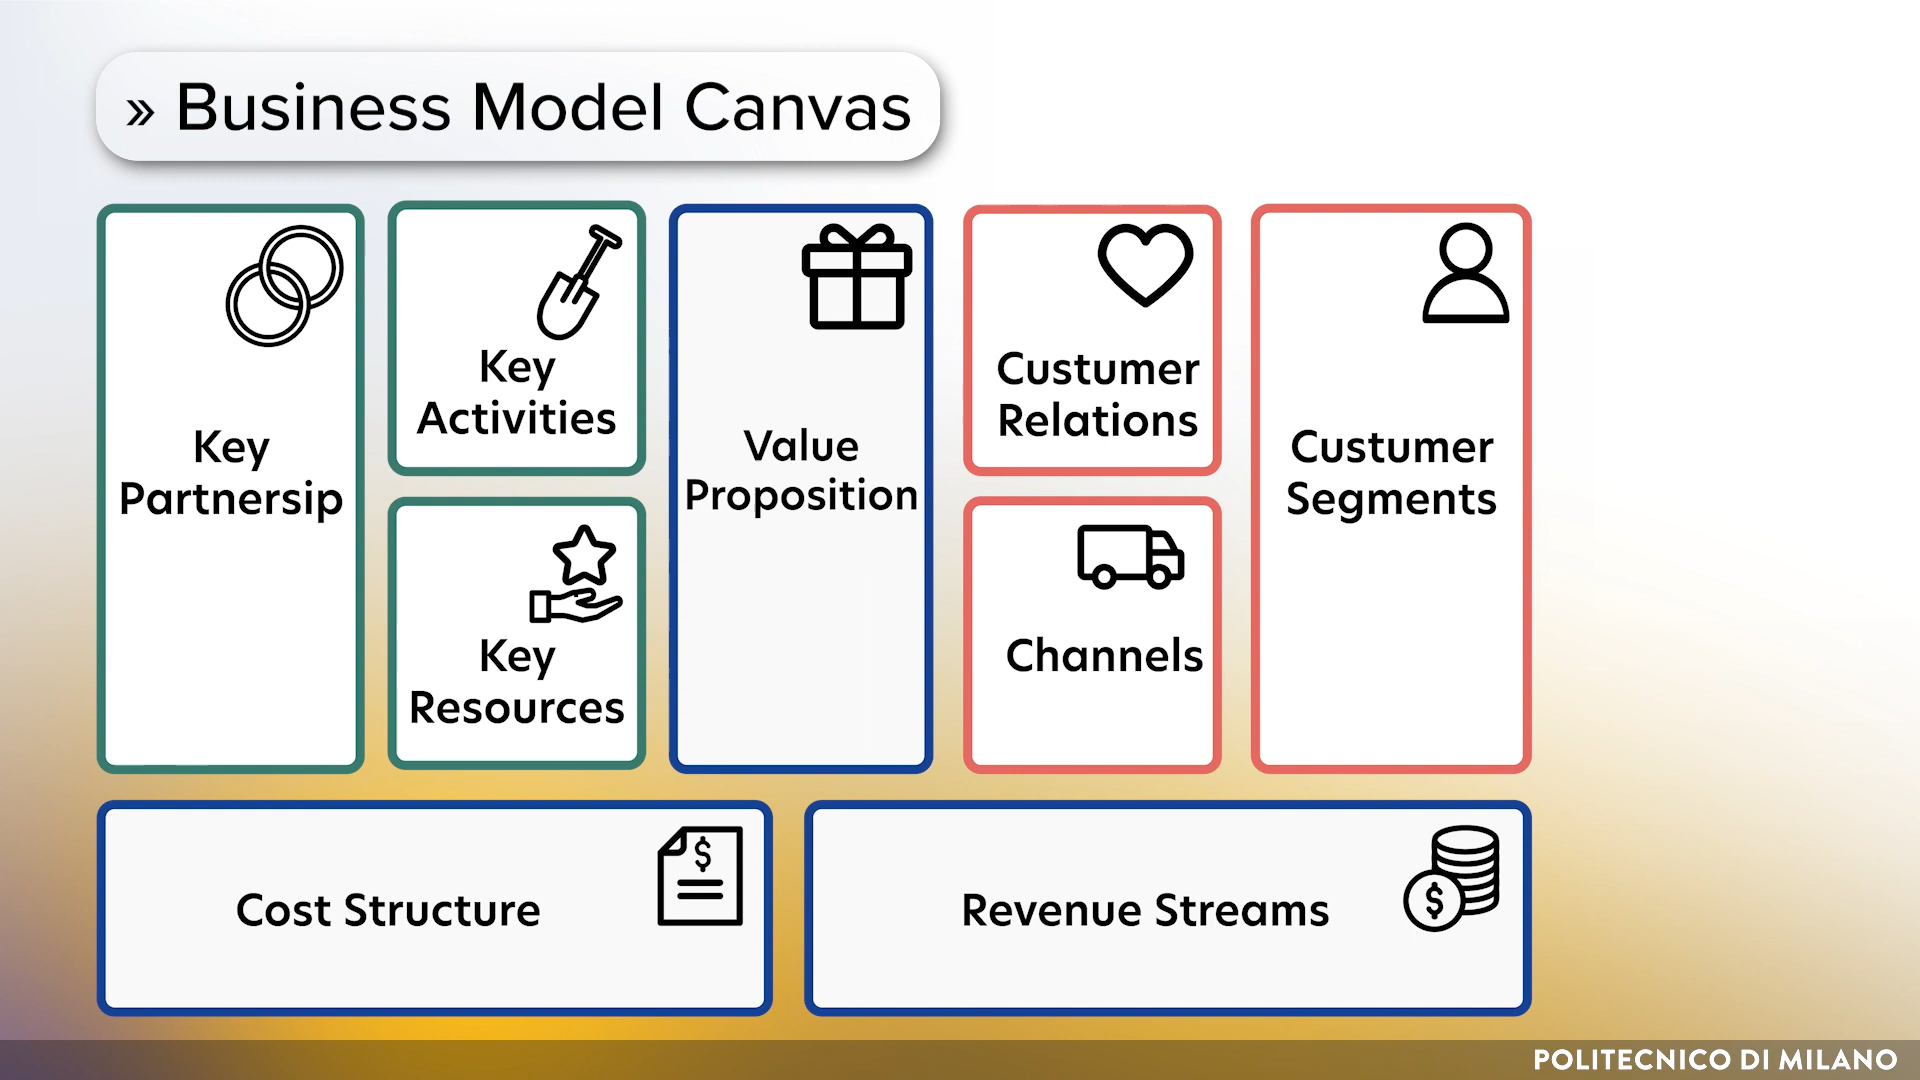 » Business Model Canvas
Key
Partnersip
Key
Activities
Key
Resources
Value
Proposition
Custumer
Relations
Channels
Custumer
Segments
Cost Structure
$
Revenue Streams
$
POLITECNICO DI MILANO